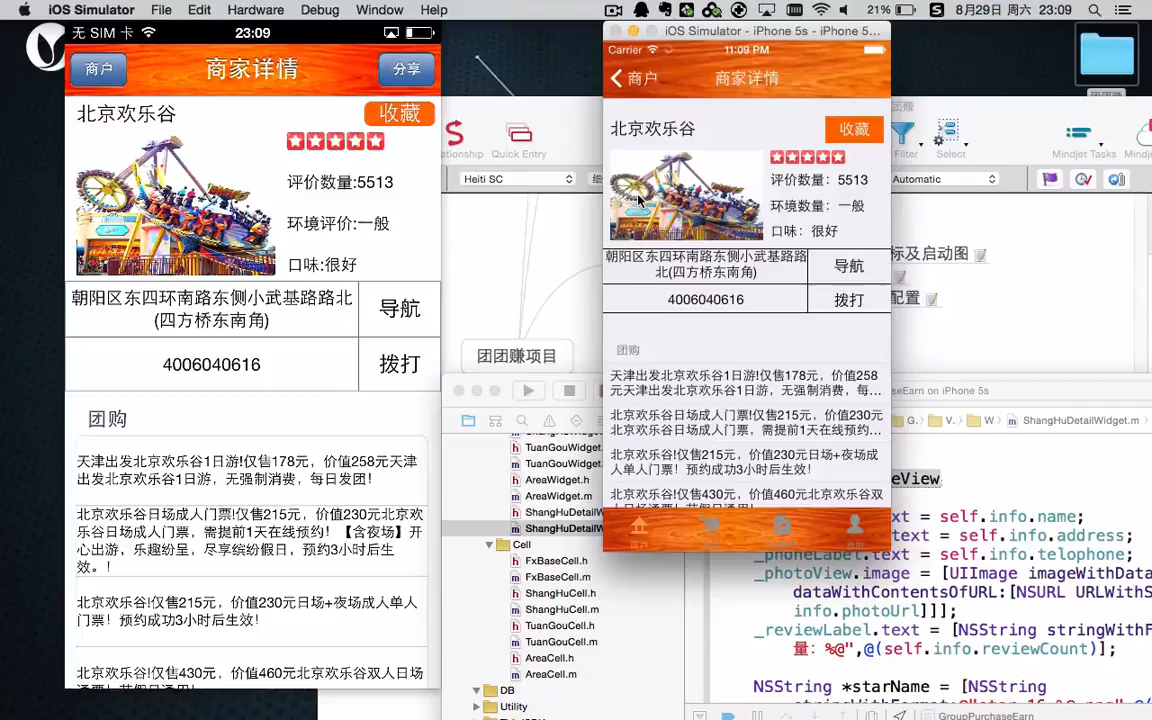 iOS Simulator File Edit Hardware Debug Window Help
21% 8月29日 周六 23:09
无 SIM 卡 23:09
商户 商家详情 分享
北京欢乐谷 收藏
评价数量:5513
环境评价:一般
口味:很好
朝阳区东四环南路东侧小武基路路北
(四方桥东南角)
导航
4006040616 拨打
团购
天津出发北京欢乐谷1日游!仅售178元，价值258元天津
出发北京欢乐谷1日游，无强制消费，每日发团!
北京欢乐谷日场成人门票!仅售215元，价值230元北京欢
乐谷日场成人门票，需提前1天在线预约！【含夜场】开
心出游，乐趣纷呈，尽享缤纷假日，预约3小时后生
效。！
北京欢乐谷!仅售215元，价值230元日场+夜场成人单人
门票！预约成功3小时后生效!
北京欢乐谷!仅售430元，价值460元北京欢乐谷双人日场
iOS Simulator - iPhone 5s - iPhone 5...
Carrier 11:09 PM
商户 商家详情
北京欢乐谷 收藏
评价数量：5513
环境数量：一般
口味：很好
朝阳区东四环南路东侧小武基路路
北(四方桥东南角)
导航
4006040616 拨打
团购
天津出发北京欢乐谷1日游!仅售178元，价值258
元天津出发北京欢乐谷1日游，无强制消费，每...
北京欢乐谷日场成人门票!仅售215元，价值230元
北京欢乐谷日场成人门票，需提前1天在线预约...
北京欢乐谷!仅售215元，价值230元日场+夜场成
人单人门票！预约成功3小时后生效!
北京欢乐谷!仅售430元，价值460元北京欢乐谷双
商户
ationship Quick Entry
Filter Select Mindjet Tasks Mindj
Heiti SC Automatic
标及启动图
配置
团团赚项目
aseEarn on iPhone 5s
G. V. W ShangHuDetailWidget.m
TuanGouWidget.
TuanGouWidget.
AreaWidget.h
AreaWidget.m
ShangHuDetailW
ShangHuDetailW
Cell
FxBaseCell.h
FxBaseCell.m
ShangHuCell.h
ShangHuCell.m
TuanGouCell.h
TuanGouCell.m
AreaCell.h
AreaCell.m
DB
Utility
eView
xt = self.info.name;
text = self.info.address;
_phoneLabel.text = self.info.telophone;
_photoView.image = [UIImage imageWithData
dataWithContentsOfURL:[NSURL URLWithS
info.photoUrl]]];
_reviewLabel.text = [NSString stringWithF
量：%@",@(self.info.reviewCount)];
NSString *starName = [NSString
GroupPurchaseEarn